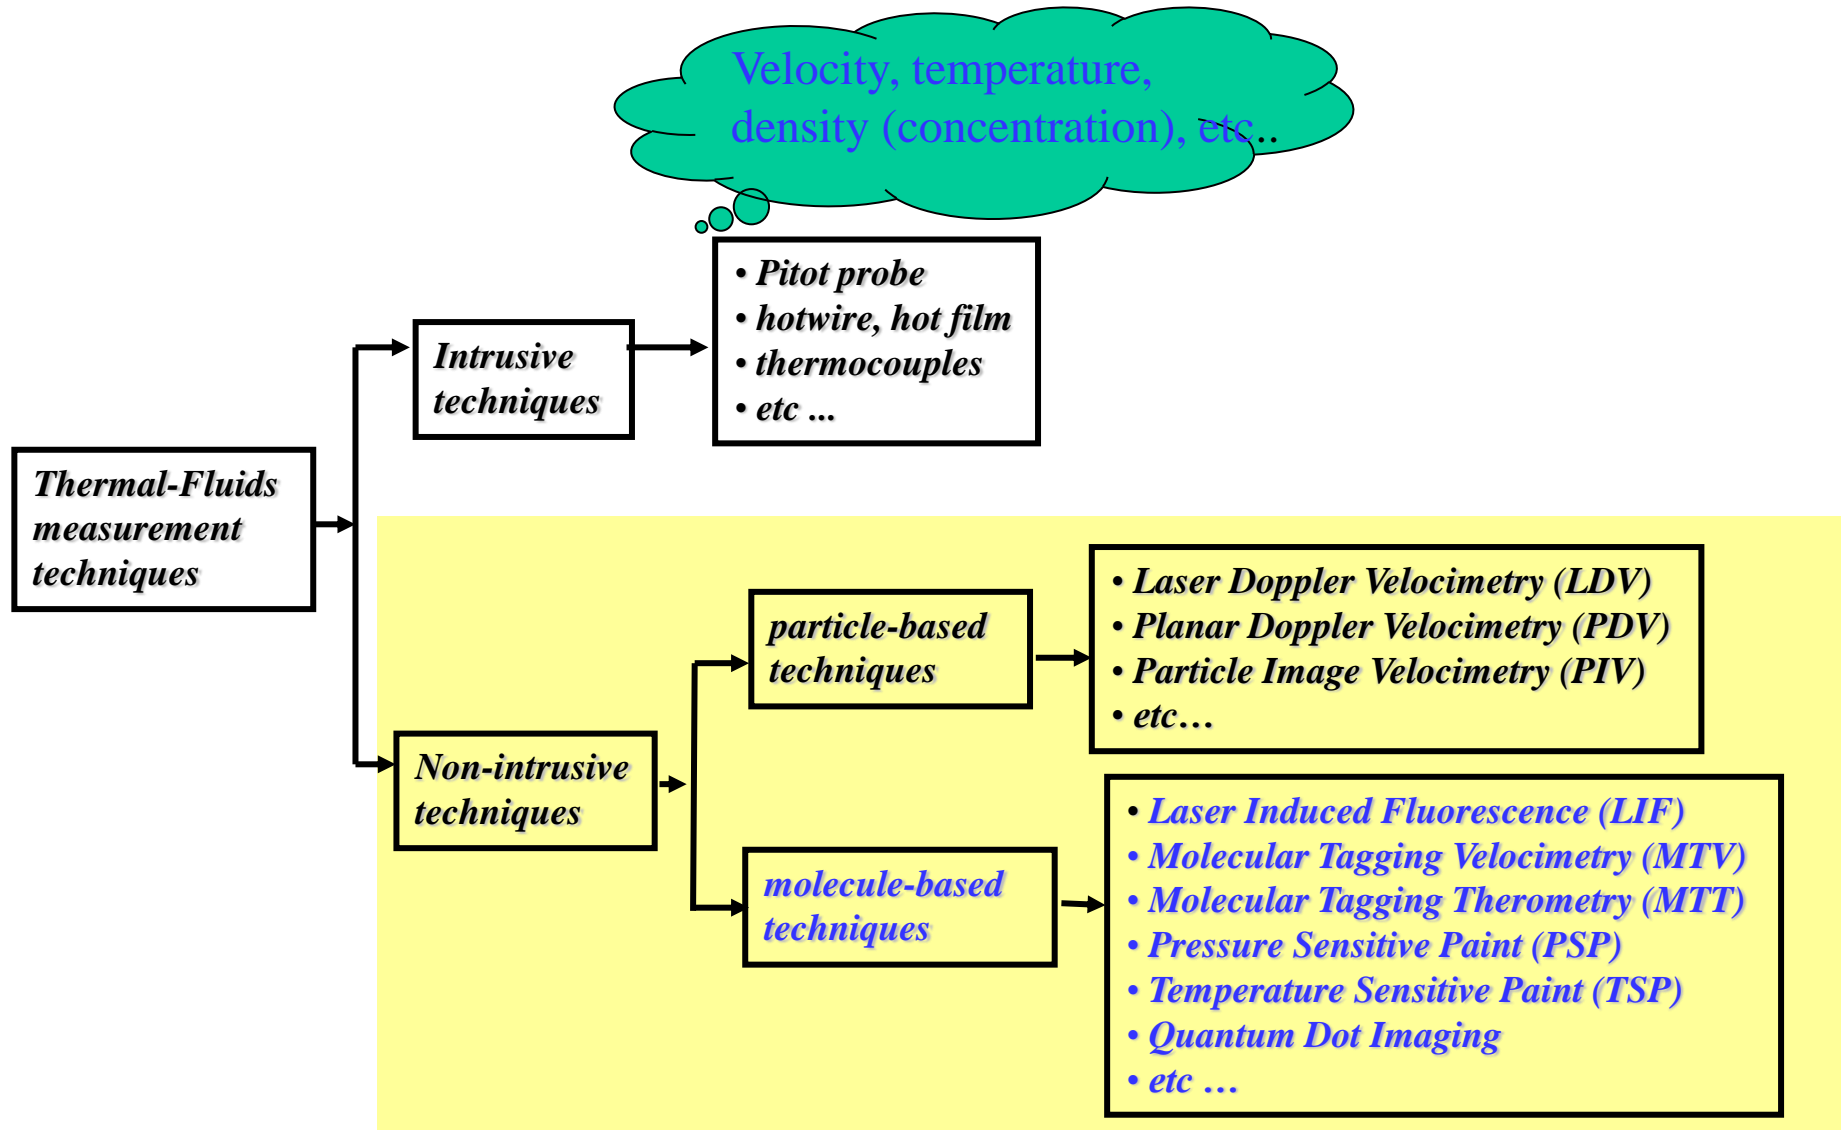 Velocity, temperature,
density (concentration), etc..
• Pitot probe
• hotwire, hot film
• thermocouples
• etc ...
Intrusive
techniques
Thermal-Fluids
measurement
techniques
• Laser Doppler Velocimetry (LDV)
• Planar Doppler Velocimetry (PDV)
• Particle Image Velocimetry (PIV)
• etc…
particle-based
techniques
Non-intrusive
techniques
molecule-based
techniques
• Laser Induced Fluorescence (LIF)
• Molecular Tagging Velocimetry (MTV)
• Molecular Tagging Therometry (MTT)
• Pressure Sensitive Paint (PSP)
• Temperature Sensitive Paint (TSP)
• Quantum Dot Imaging
• etc …